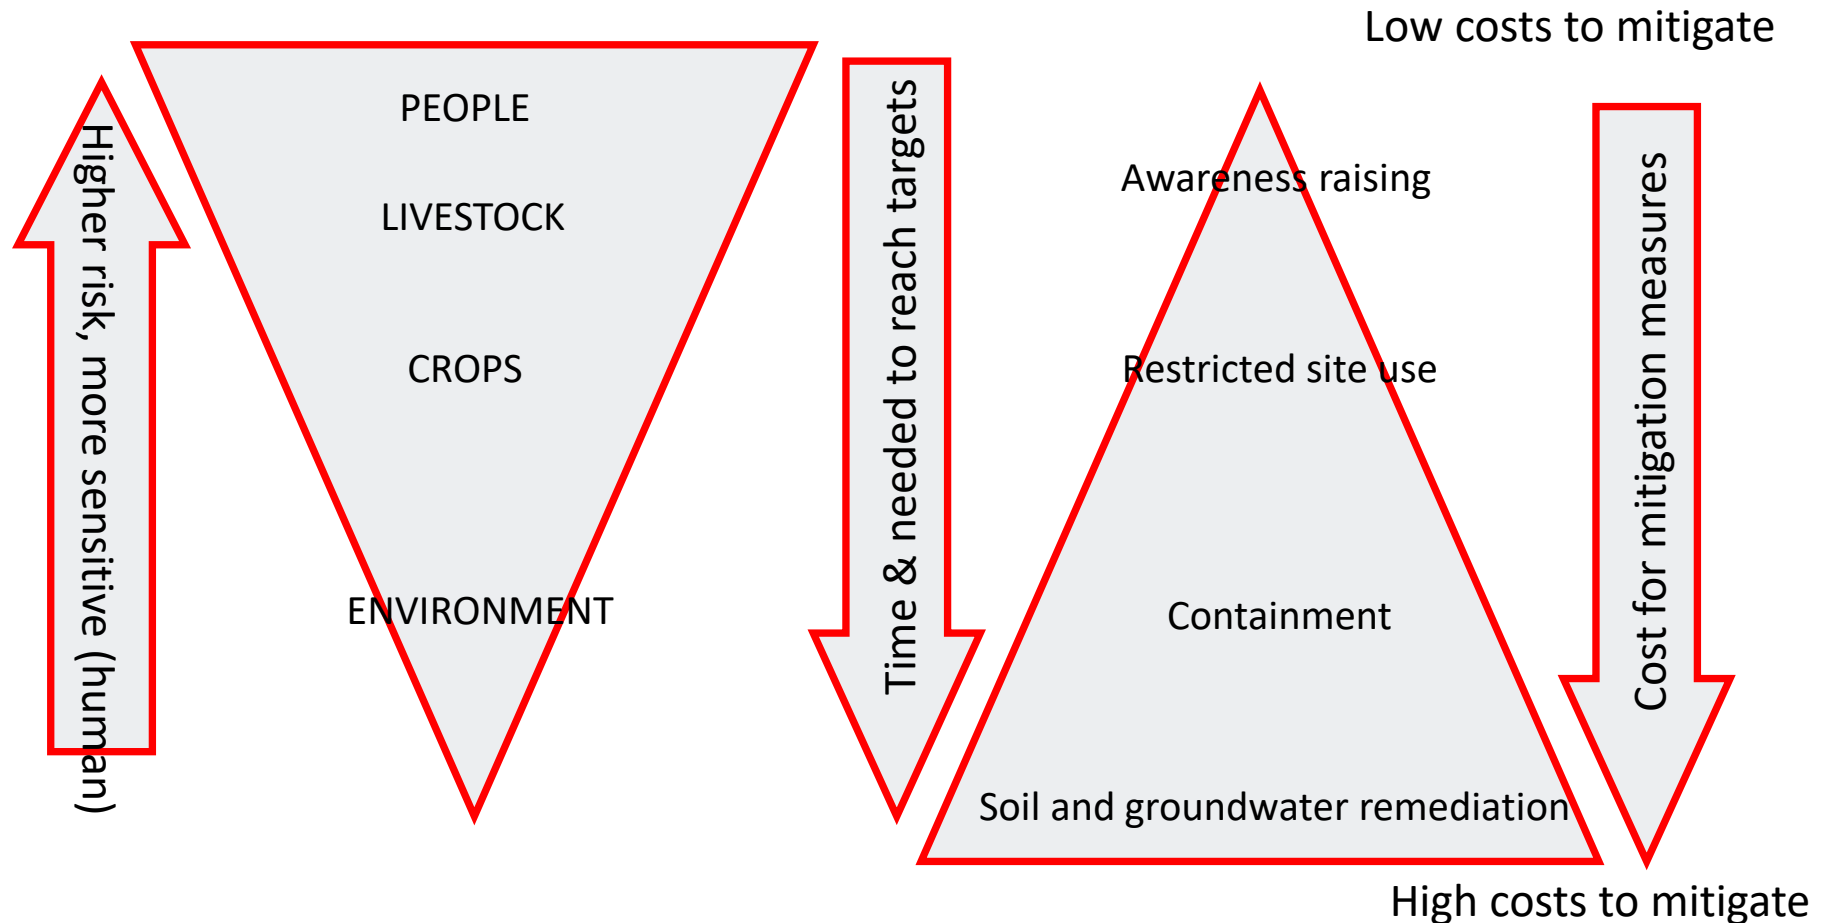 Low costs to mitigate
Higher risk, more sensitive (human)
PEOPLE
LIVESTOCK
CROPS
ENVIRONMENT
Time & needed to reach targets
Awareness raising
Restricted site use
Containment
Soil and groundwater remediation
Cost for mitigation measures
High costs to mitigate